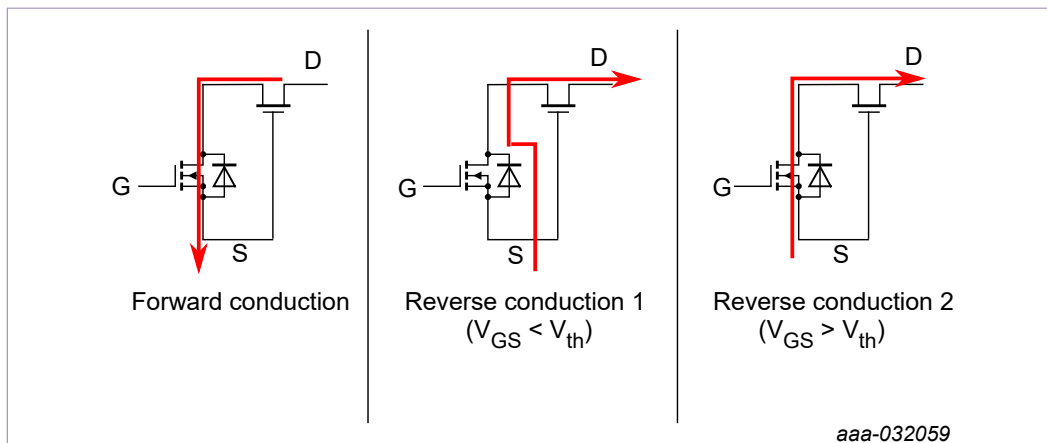 D
G
S
Forward conduction
D
G
S
Reverse conduction 1
(VGS < Vth)
D
G
S
Reverse conduction 2
(VGS > Vth)
aaa-032059